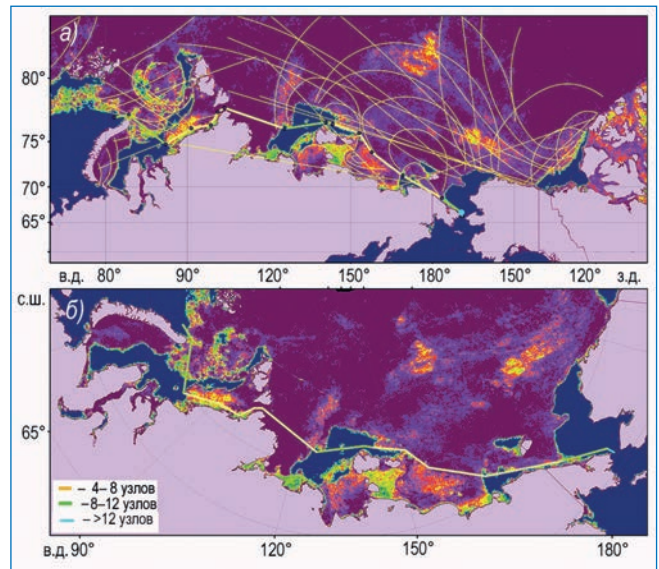 а)
80°
75°
70°
65°
в.д. 80° 90° 120° 150° 180° 150° 120° з.д.
с.ш.
б)
65°
– 4–8 узлов
– 8–12 узлов
– >12 узлов
в.д. 90° 120° 150° 180°